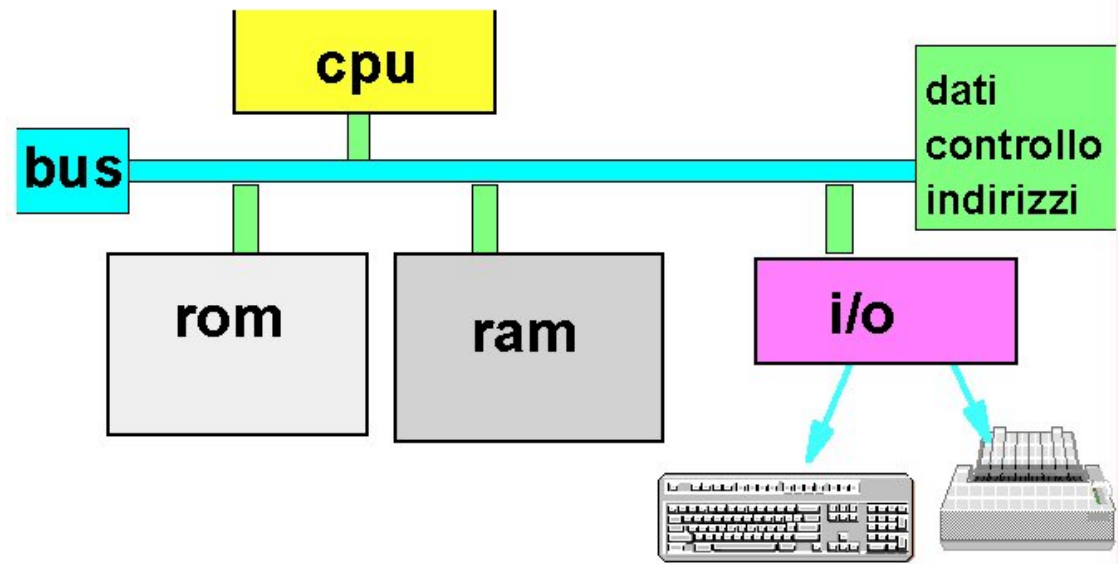 cpu
bus
dati
controllo
indirizzi
rom
ram
i/o